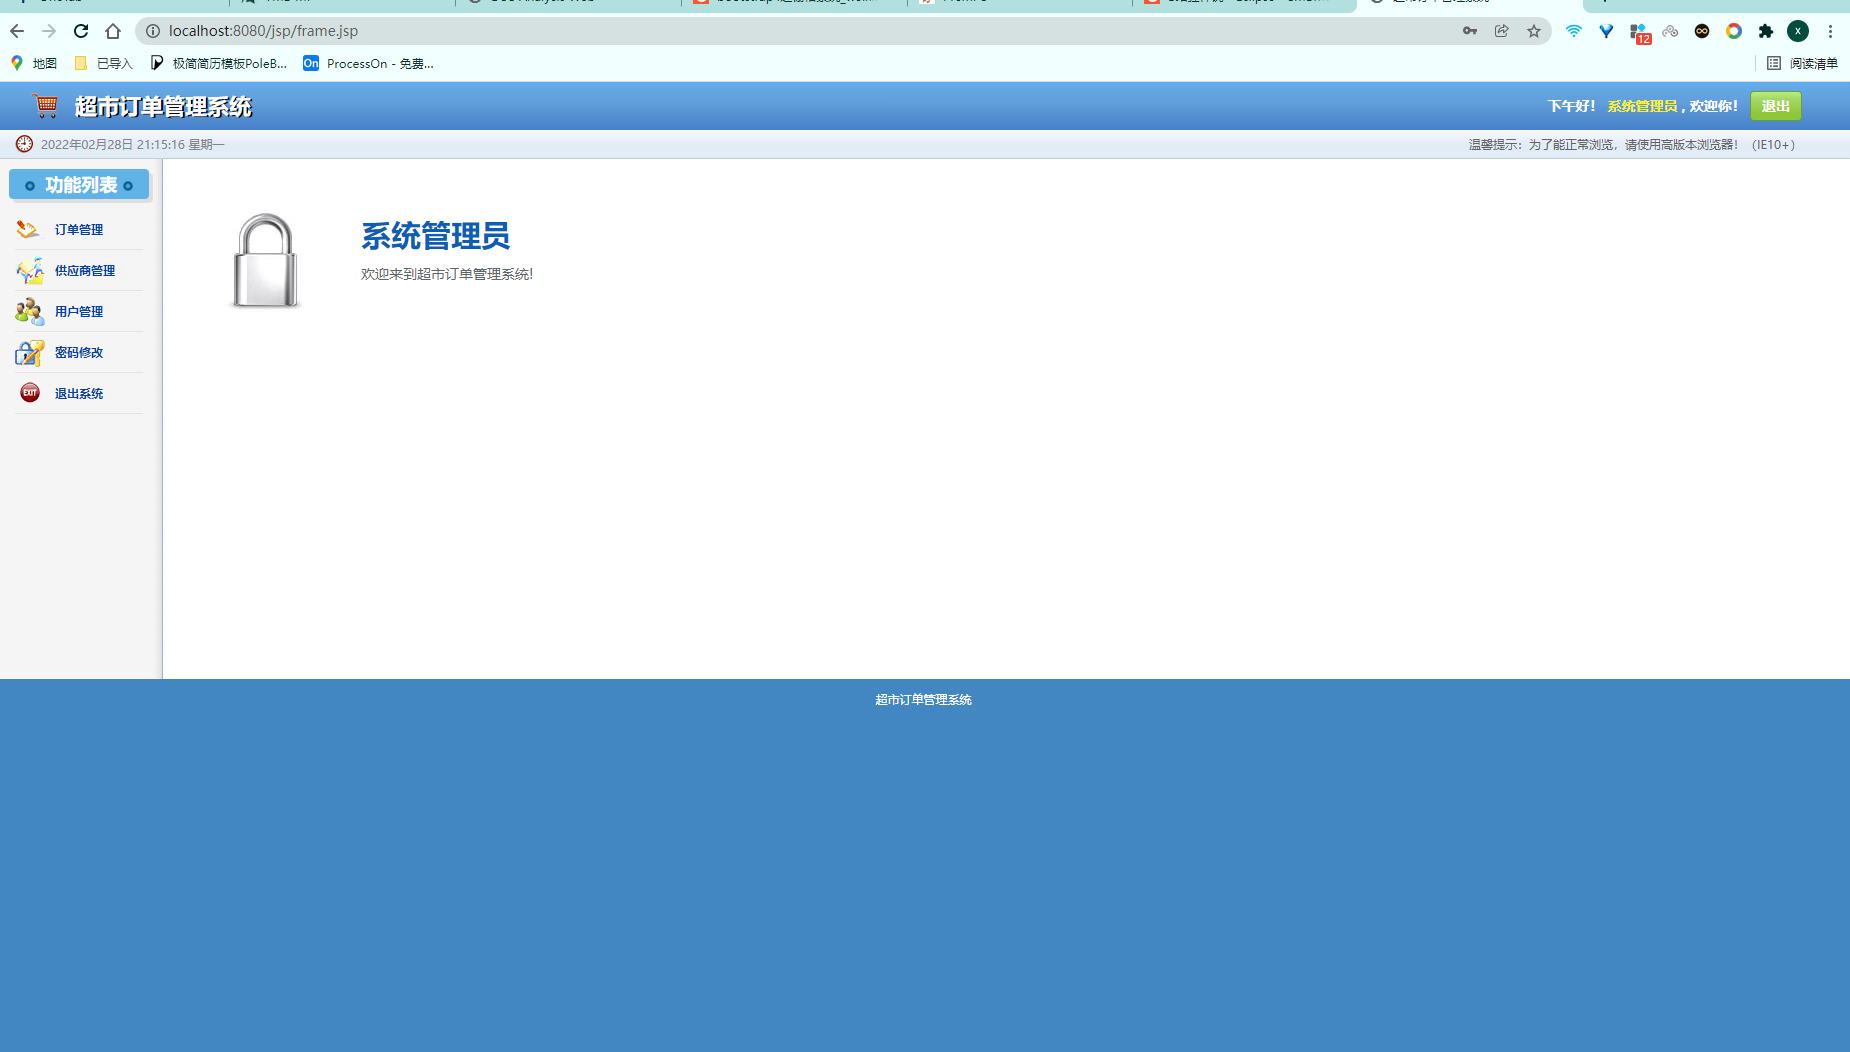 localhost:8080/jsp/frame.jsp
12
X
地图
已导入
极简简历模板PoleB...
On
ProcessOn - 免费...
阅读清单
超市订单管理系统
下午好！ 系统管理员 , 欢迎你！
退出
2022年02月28日 21:15:16 星期一
温馨提示：为了能正常浏览，请使用高版本浏览器！（IE10+）
功能列表
系统管理员
欢迎来到超市订单管理系统!
订单管理
供应商管理
用户管理
密码修改
EXIT
退出系统
超市订单管理系统